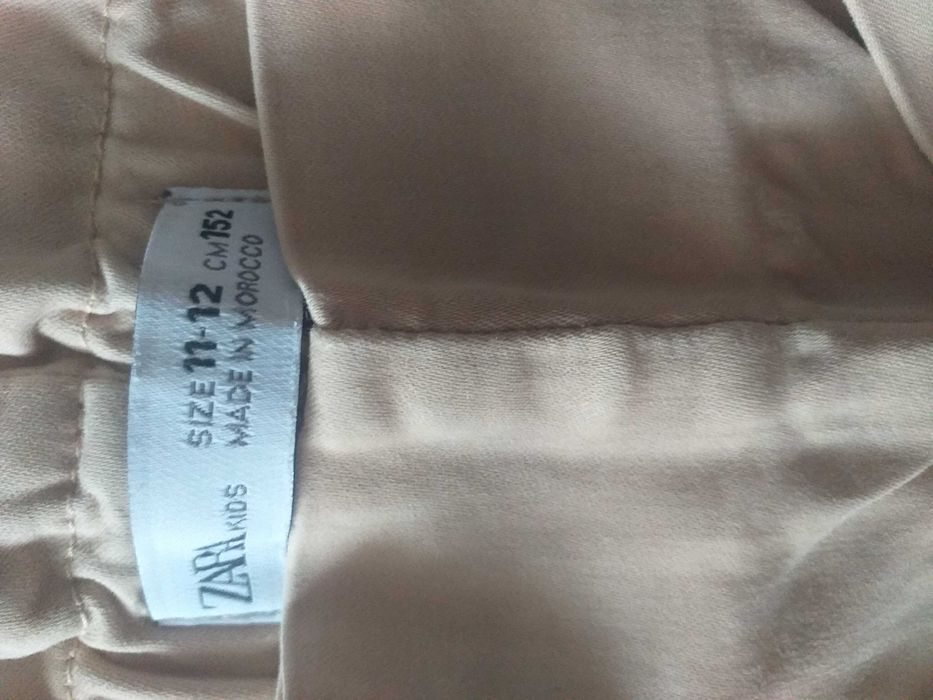 ZARA KIDS
SIZE 11-12 CM 152
MADE IN MOROCCO